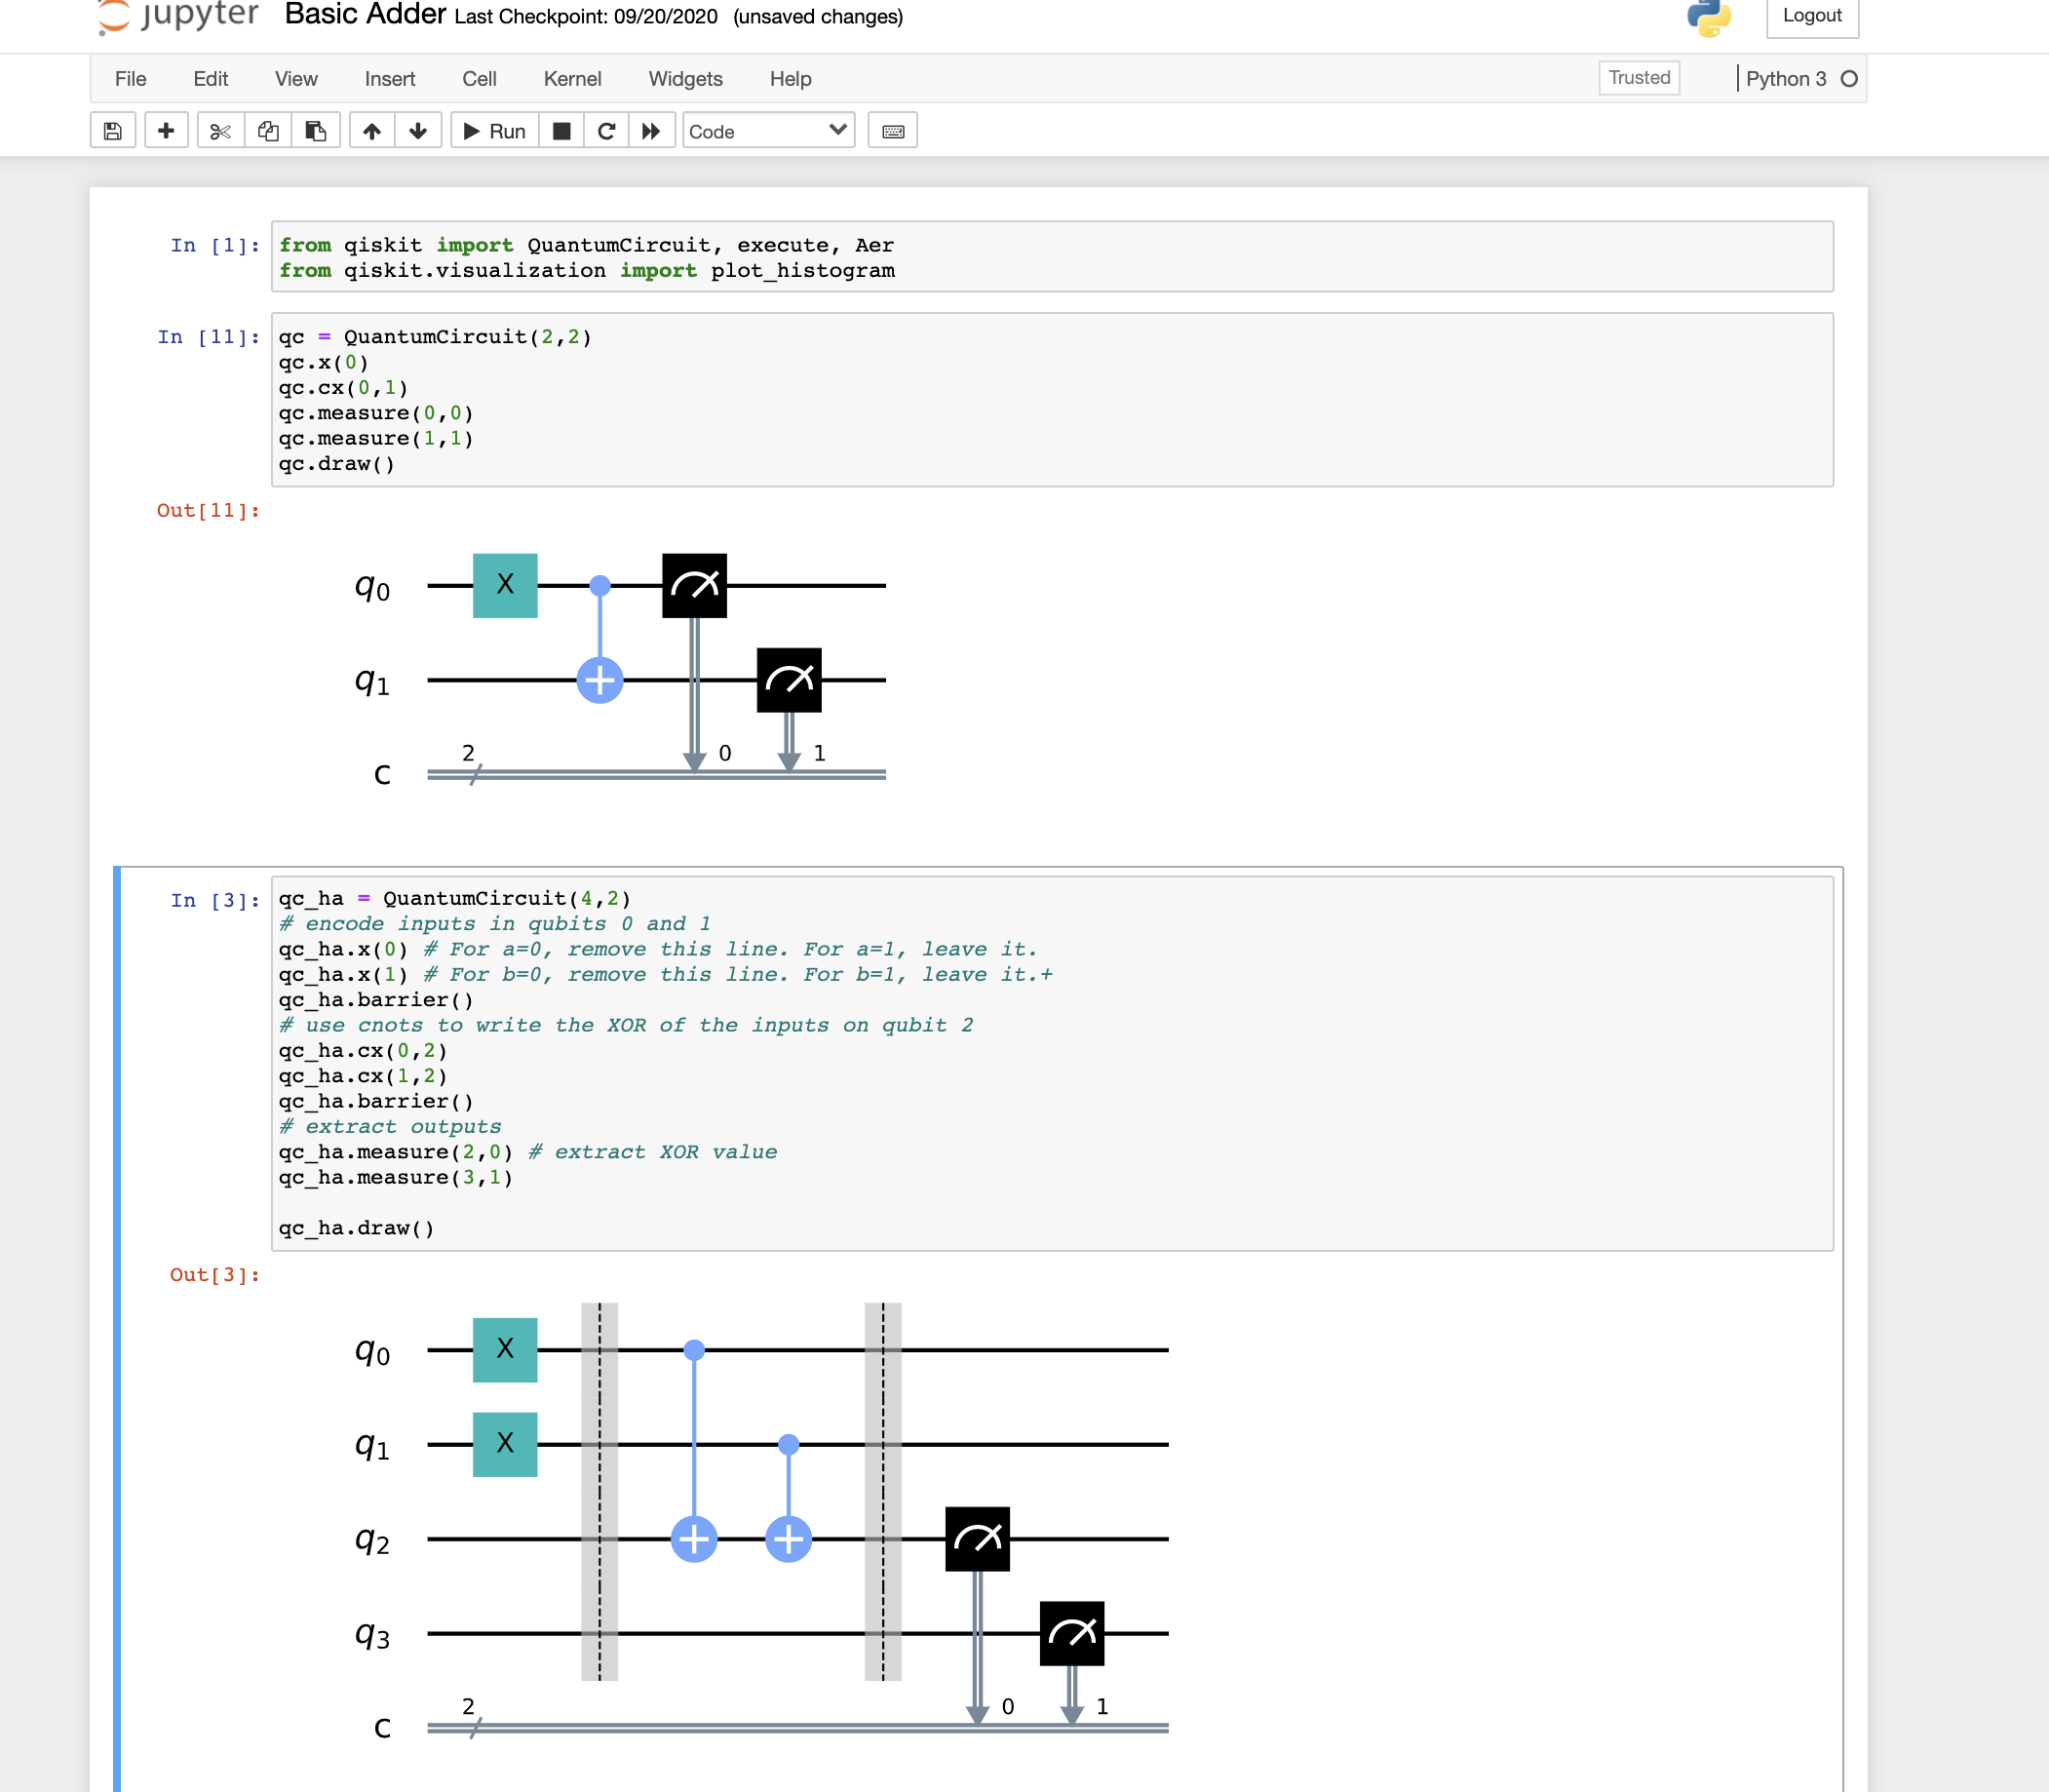 jupyter Basic Adder Last Checkpoint: 09/20/2020 (unsaved changes) Logout
File Edit View Insert Cell Kernel Widgets Help Trusted Python 3
Run Code
In [1]: from qiskit import QuantumCircuit, execute, Aer
from qiskit.visualization import plot_histogram
In [11]: qc = QuantumCircuit(2,2)
qc.x(0)
qc.cx(0,1)
qc.measure(0,0)
qc.measure(1,1)
qc.draw()
Out[11]:
q0 X
q1
2 0 1
c
In [3]: qc_ha = QuantumCircuit(4,2)
# encode inputs in qubits 0 and 1
qc_ha.x(0) # For a=0, remove this line. For a=1, leave it.
qc_ha.x(1) # For b=0, remove this line. For b=1, leave it.+
qc_ha.barrier()
# use cnots to write the XOR of the inputs on qubit 2
qc_ha.cx(0,2)
qc_ha.cx(1,2)
qc_ha.barrier()
# extract outputs
qc_ha.measure(2,0) # extract XOR value
qc_ha.measure(3,1)
qc_ha.draw()
Out[3]:
q0 X
q1 X
q2
q3
2 0 1
c